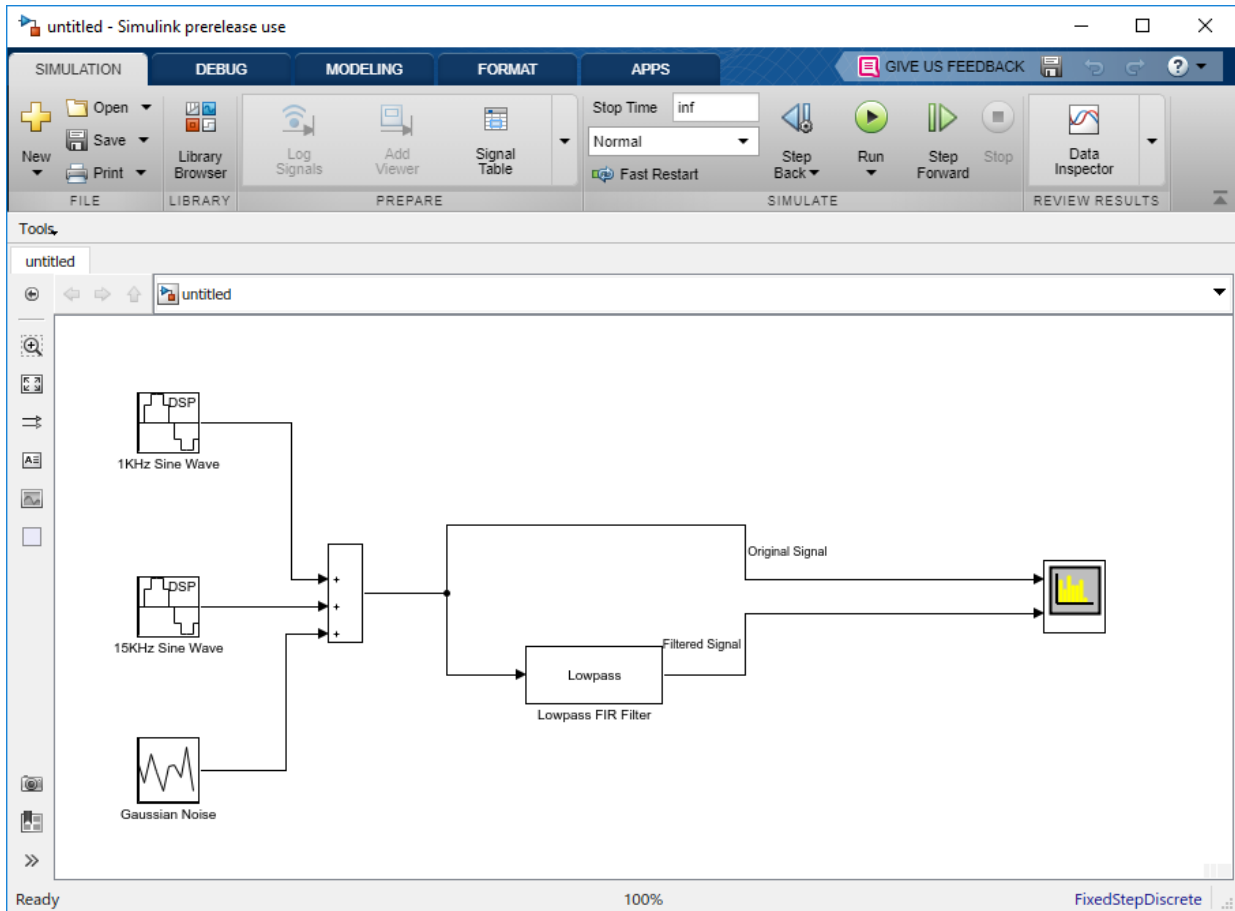 untitled - Simulink prerelease use
SIMULATION DEBUG MODELING FORMAT APPS GIVE US FEEDBACK ?
New
Open
Save
Print
Library
Browser
Log
Signals
Add
Viewer
Signal
Table
Stop Time inf
Normal
Fast Restart
Step
Back
Run
Step
Forward
Stop
Data
Inspector
FILE LIBRARY PREPARE SIMULATE REVIEW RESULTS
Tools
untitled
untitled
DSP
1KHz Sine Wave
DSP
15KHz Sine Wave
Gaussian Noise
+
+
+
Original Signal
Filtered Signal
Lowpass
Lowpass FIR Filter
Ready 100% FixedStepDiscrete